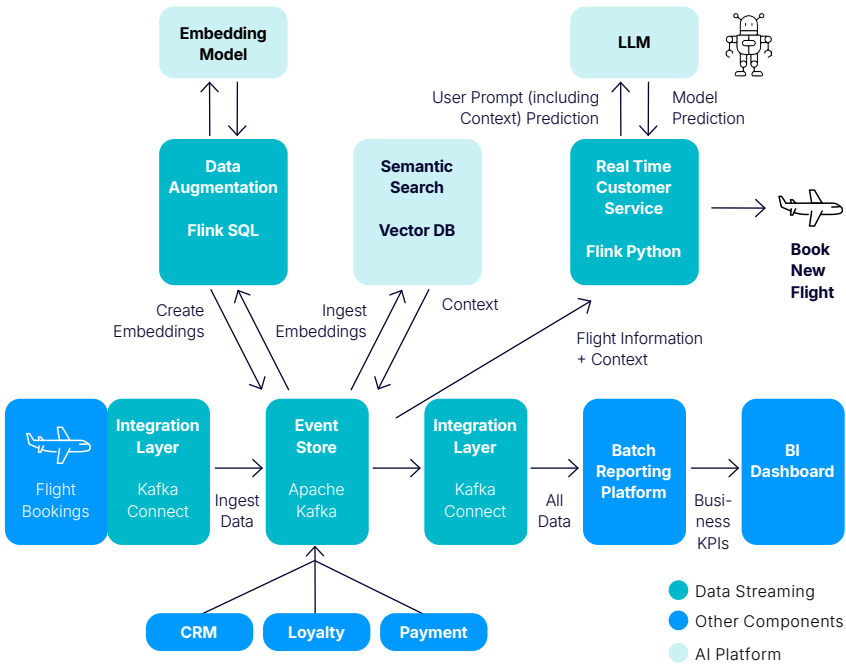 Embedding
Model
LLM
User Prompt (including
Context) Prediction
Model
Prediction
Data
Augmentation
Flink SQL
Semantic
Search
Vector DB
Real Time
Customer
Service
Flink Python
Book
New
Flight
Create
Embeddings
Ingest
Embeddings
Context
Flight Information
+ Context
Flight
Bookings
Integration
Layer
Kafka
Connect
Ingest
Data
Event
Store
Apache
Kafka
Integration
Layer
Kafka
Connect
All
Data
Batch
Reporting
Platform
Busi-
ness
KPIs
BI
Dashboard
CRM
Loyalty
Payment
Data Streaming
Other Components
AI Platform